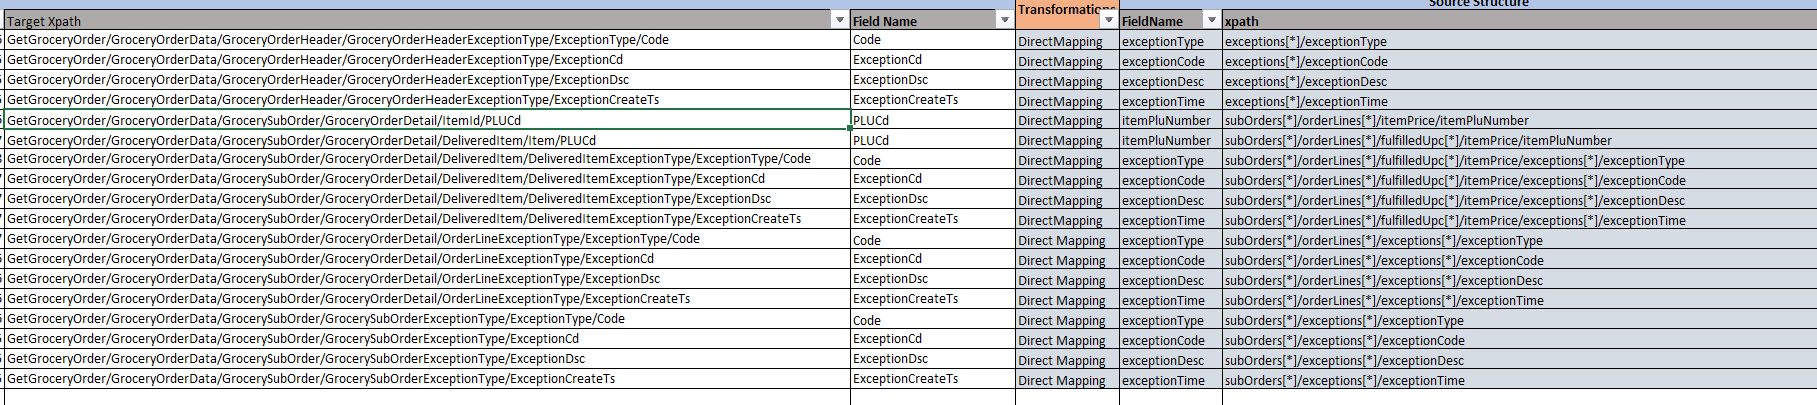 Source Structure
Target Xpath Field Name Transformations FieldName xpath
GetGroceryOrder/GroceryOrderData/GroceryOrderHeader/GroceryOrderHeaderExceptionType/ExceptionType/Code Code DirectMapping exceptionType exceptions[*]/exceptionType
GetGroceryOrder/GroceryOrderData/GroceryOrderHeader/GroceryOrderHeaderExceptionType/ExceptionCd ExceptionCd DirectMapping exceptionCode exceptions[*]/exceptionCode
GetGroceryOrder/GroceryOrderData/GroceryOrderHeader/GroceryOrderHeaderExceptionType/ExceptionDsc ExceptionDsc DirectMapping exceptionDesc exceptions[*]/exceptionDesc
GetGroceryOrder/GroceryOrderData/GroceryOrderHeader/GroceryOrderHeaderExceptionType/ExceptionCreateTs ExceptionCreateTs DirectMapping exceptionTime exceptions[*]/exceptionTime
GetGroceryOrder/GroceryOrderData/GrocerySubOrder/GroceryOrderDetail/ItemId/PLUCd PLUCd DirectMapping itemPluNumber subOrders[*]/orderLines[*]/itemPrice/itemPluNumber
GetGroceryOrder/GroceryOrderData/GrocerySubOrder/GroceryOrderDetail/DeliveredItem/Item/PLUCd PLUCd DirectMapping itemPluNumber subOrders[*]/orderLines[*]/fulfilledUpc[*]/itemPrice/itemPluNumber
GetGroceryOrder/GroceryOrderData/GrocerySubOrder/GroceryOrderDetail/DeliveredItem/DeliveredItemExceptionType/ExceptionType/Code Code DirectMapping exceptionType subOrders[*]/orderLines[*]/fulfilledUpc[*]/itemPrice/exceptions[*]/exceptionType
GetGroceryOrder/GroceryOrderData/GrocerySubOrder/GroceryOrderDetail/DeliveredItem/DeliveredItemExceptionType/ExceptionCd ExceptionCd DirectMapping exceptionCode subOrders[*]/orderLines[*]/fulfilledUpc[*]/itemPrice/exceptions[*]/exceptionCode
GetGroceryOrder/GroceryOrderData/GrocerySubOrder/GroceryOrderDetail/DeliveredItem/DeliveredItemExceptionType/ExceptionDsc ExceptionDsc DirectMapping exceptionDesc subOrders[*]/orderLines[*]/fulfilledUpc[*]/itemPrice/exceptions[*]/exceptionDesc
GetGroceryOrder/GroceryOrderData/GrocerySubOrder/GroceryOrderDetail/DeliveredItem/DeliveredItemExceptionType/ExceptionCreateTs ExceptionCreateTs DirectMapping exceptionTime subOrders[*]/orderLines[*]/fulfilledUpc[*]/itemPrice/exceptions[*]/exceptionTime
GetGroceryOrder/GroceryOrderData/GrocerySubOrder/GroceryOrderDetail/OrderLineExceptionType/ExceptionType/Code Code Direct Mapping exceptionType subOrders[*]/orderLines[*]/exceptions[*]/exceptionType
GetGroceryOrder/GroceryOrderData/GrocerySubOrder/GroceryOrderDetail/OrderLineExceptionType/ExceptionCd ExceptionCd Direct Mapping exceptionCode subOrders[*]/orderLines[*]/exceptions[*]/exceptionCode
GetGroceryOrder/GroceryOrderData/GrocerySubOrder/GroceryOrderDetail/OrderLineExceptionType/ExceptionDsc ExceptionDsc Direct Mapping exceptionDesc subOrders[*]/orderLines[*]/exceptions[*]/exceptionDesc
GetGroceryOrder/GroceryOrderData/GrocerySubOrder/GroceryOrderDetail/OrderLineExceptionType/ExceptionCreateTs ExceptionCreateTs Direct Mapping exceptionTime subOrders[*]/orderLines[*]/exceptions[*]/exceptionTime
GetGroceryOrder/GroceryOrderData/GrocerySubOrder/GrocerySubOrderExceptionType/ExceptionType/Code Code Direct Mapping exceptionType subOrders[*]/exceptions[*]/exceptionType
GetGroceryOrder/GroceryOrderData/GrocerySubOrder/GrocerySubOrderExceptionType/ExceptionCd ExceptionCd Direct Mapping exceptionCode subOrders[*]/exceptions[*]/exceptionCode
GetGroceryOrder/GroceryOrderData/GrocerySubOrder/GrocerySubOrderExceptionType/ExceptionDsc ExceptionDsc Direct Mapping exceptionDesc subOrders[*]/exceptions[*]/exceptionDesc
GetGroceryOrder/GroceryOrderData/GrocerySubOrder/GrocerySubOrderExceptionType/ExceptionCreateTs ExceptionCreateTs Direct Mapping exceptionTime subOrders[*]/exceptions[*]/exceptionTime